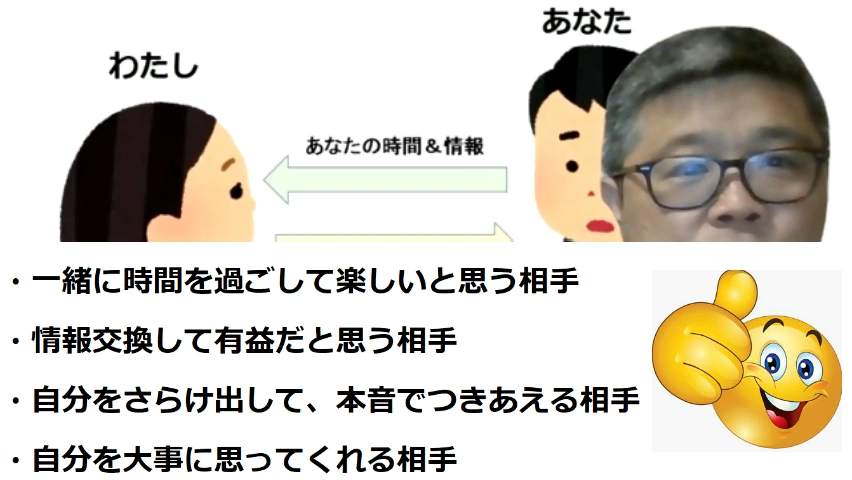 あなた
わたし
あなたの時間＆情報
・一緒に時間を過ごして楽しいと思う相手
・情報交換して有益だと思う相手
・自分をさらけ出して、本音でつきあえる相手
・自分を大事に思ってくれる相手